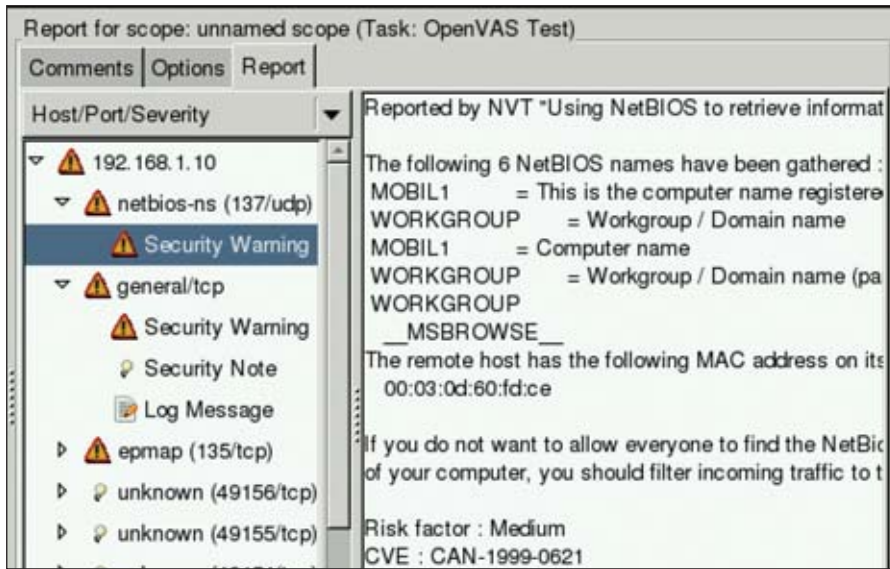 Report for scope: unnamed scope (Task: OpenVAS Test)
Comments Options Report
Host/Port/Severity
192.168.1.10
netbios-ns (137/udp)
Security Warning
general/tcp
Security Warning
Security Note
Log Message
epmap (135/tcp)
unknown (49156/tcp)
unknown (49155/tcp)
Reported by NVT "Using NetBIOS to retrieve informat
The following 6 NetBIOS names have been gathered :
MOBIL1 = This is the computer name registere
WORKGROUP = Workgroup / Domain name
MOBIL1 = Computer name
WORKGROUP = Workgroup / Domain name (pa
WORKGROUP
__MSBROWSE__
The remote host has the following MAC address on its
00:03:0d:60:fd:ce
If you do not want to allow everyone to find the NetBio
of your computer, you should filter incoming traffic to t
Risk factor : Medium
CVE : CAN-1999-0621